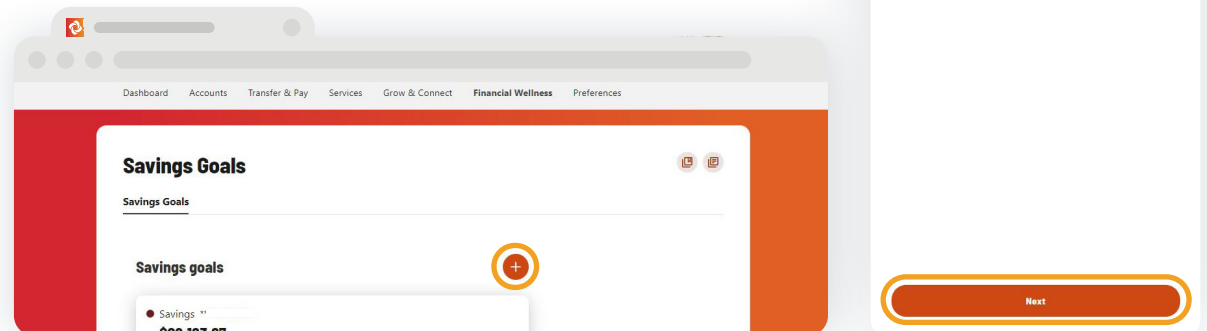 Dashboard Accounts Transfer & Pay Services Grow & Connect Financial Wellness Preferences
Savings Goals
Savings Goals
Savings goals
+
Savings
Next